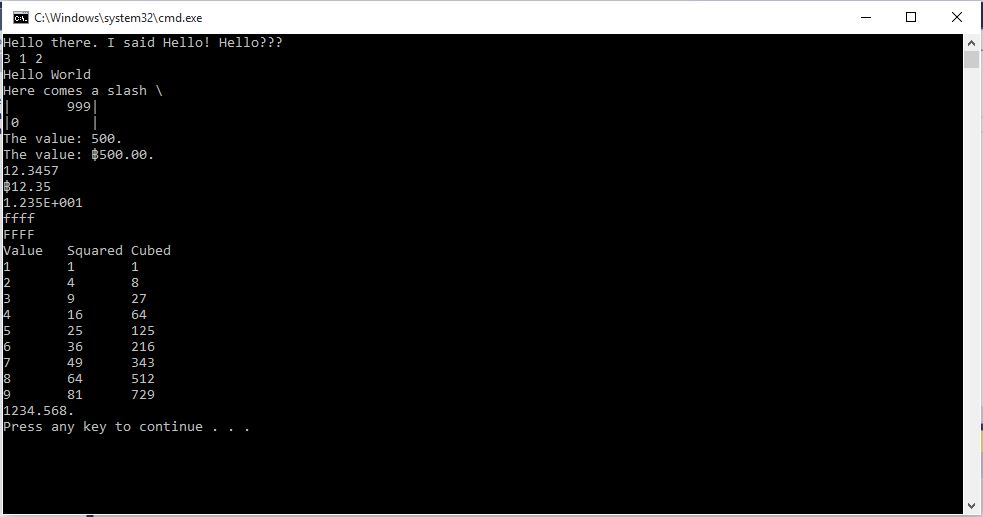 C:\Windows\system32\cmd.exe
Hello there. I said Hello! Hello???
3 1 2
Hello World
Here comes a slash \
|       999|
|0         |
The value: 500.
The value: ฿500.00.
12.3457
฿12.35
1.235E+001
ffff
FFFF
Value   Squared Cubed
1       1       1
2       4       8
3       9       27
4       16      64
5       25      125
6       36      216
7       49      343
8       64      512
9       81      729
1234.568.
Press any key to continue . . .